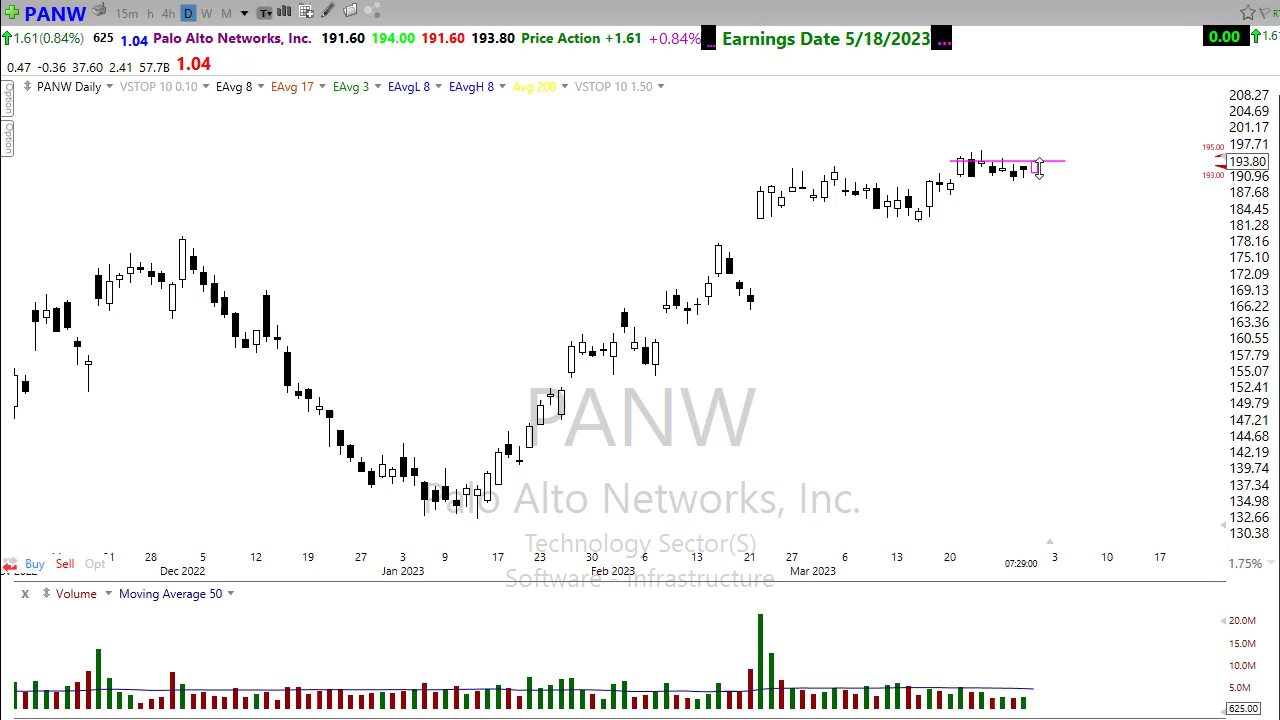 PANW 15m h 4h D W M T
1.61(0.84%) 625 1.04 Palo Alto Networks, Inc. 191.60 194.00 191.60 193.80 Price Action +1.61 +0.84% ... Earnings Date 5/18/2023 ... 0.00 1.6
0.47 -0.36 37.60 2.41 57.7B 1.04
PANW Daily VSTOP 10 0.10 EAvg 8 EAvg 17 EAvg 3 EAvgL 8 EAvgH 8 Avg 200 VSTOP 10 1.50
Option
Option
208.27
204.69
201.17
197.71
195.00
193.80
193.00
190.96
187.68
184.45
181.28
178.16
175.10
172.09
169.13
166.22
163.36
160.55
157.79
155.07
152.41
149.79
147.21
144.68
142.19
139.74
137.34
134.98
132.66
130.38
PANW
Palo Alto Networks, Inc.
Technology Sector(S)
Software - Infrastructure
28 5 12 19 27 3 9 17 23 30 6 13 21 27 6 13 20 3 10 17
Buy Sell Opt 07:29:00 1.75%
2022 Dec 2022 Jan 2023 Feb 2023 Mar 2023
x Volume Moving Average 50
20.0M
15.0M
10.0M
5.0M
625.00